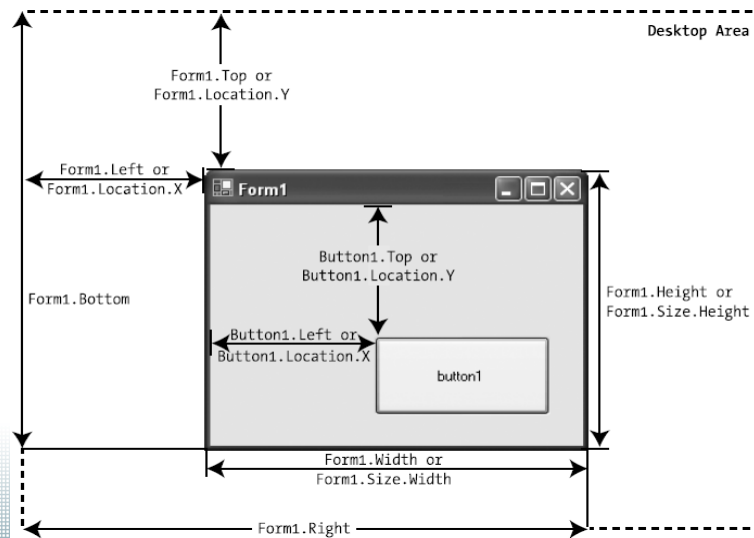 Desktop Area
Form1.Top or
Form1.Location.Y
Form1.Left or
Form1.Location.X
Form1
Button1.Top or
Button1.Location.Y
Form1.Bottom
Form1.Height or
Form1.Size.Height
Button1.Left or
Button1.Location.X
button1
Form1.Width or
Form1.Size.Width
Form1.Right